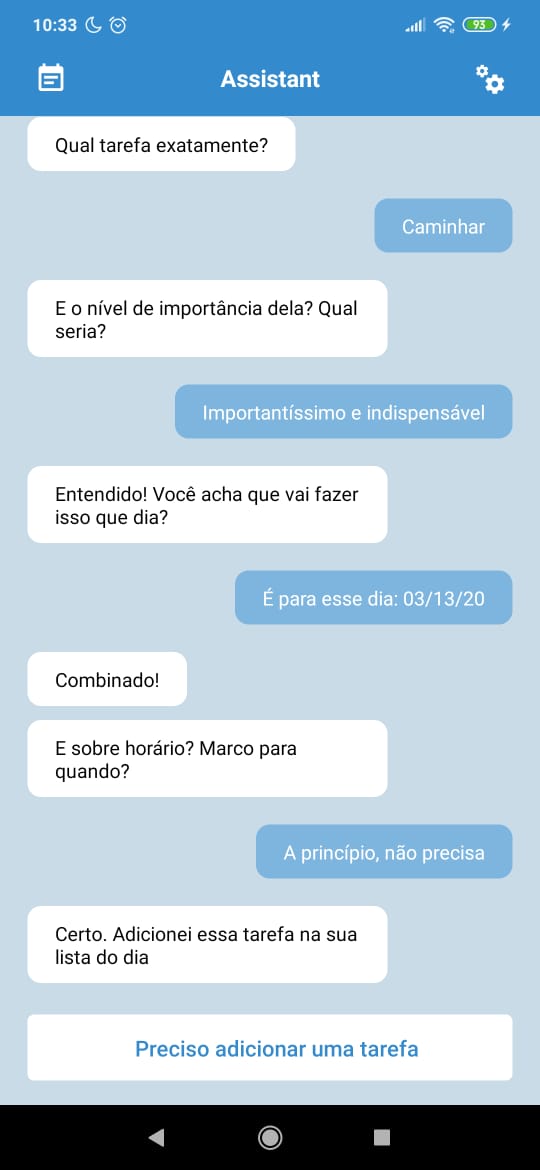 10:33
93
Assistant
Qual tarefa exatamente?
Caminhar
E o nível de importância dela? Qual
seria?
Importantíssimo e indispensável
Entendido! Você acha que vai fazer
isso que dia?
É para esse dia: 03/13/20
Combinado!
E sobre horário? Marco para
quando?
A princípio, não precisa
Certo. Adicionei essa tarefa na sua
lista do dia
Preciso adicionar uma tarefa